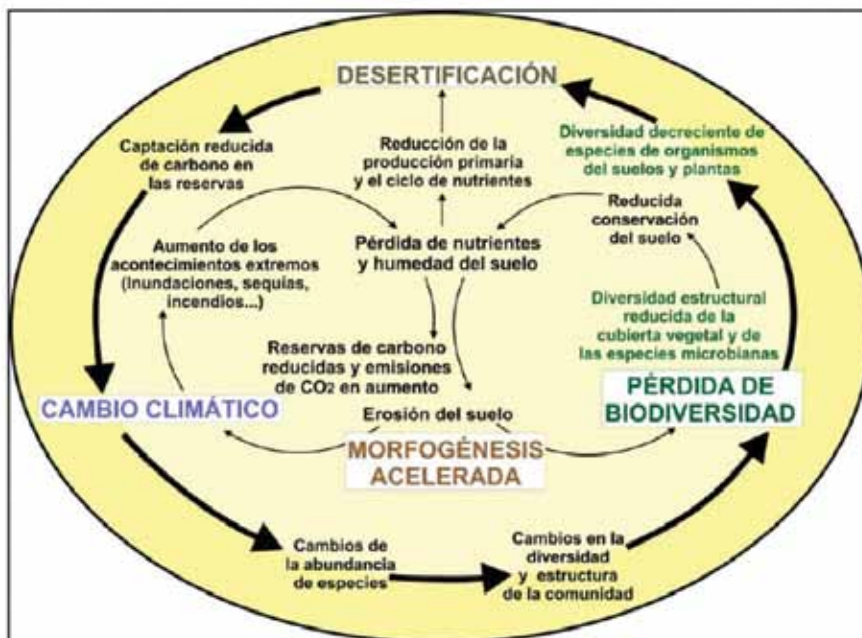 DESERTIFICACIÓN
Captación reducida
de carbono en
las reservas
Reducción de la
producción primaria
y el ciclo de nutrientes
Diversidad decreciente de
especies de organismos
del suelos y plantas
Reducida
conservación
del suelo
Aumento de los
acontecimientos extremos
(Inundaciones, sequias,
incendios...)
Pérdida de nutrientes
y humedad del suelo
Diversidad estructural
reducida de la
cubierta vegetal y de
las especies microbianas
Reservas de carbono
reducidas y emisiones
de CO2 en aumento
CAMBIO CLIMÁTICO
Erosión del suelo
PÉRDIDA DE
BIODIVERSIDAD
MORFOGÉNESIS
ACELERADA
Cambios de
la abundancia
de especies
Cambios en la
diversidad
y estructura
de la comunidad